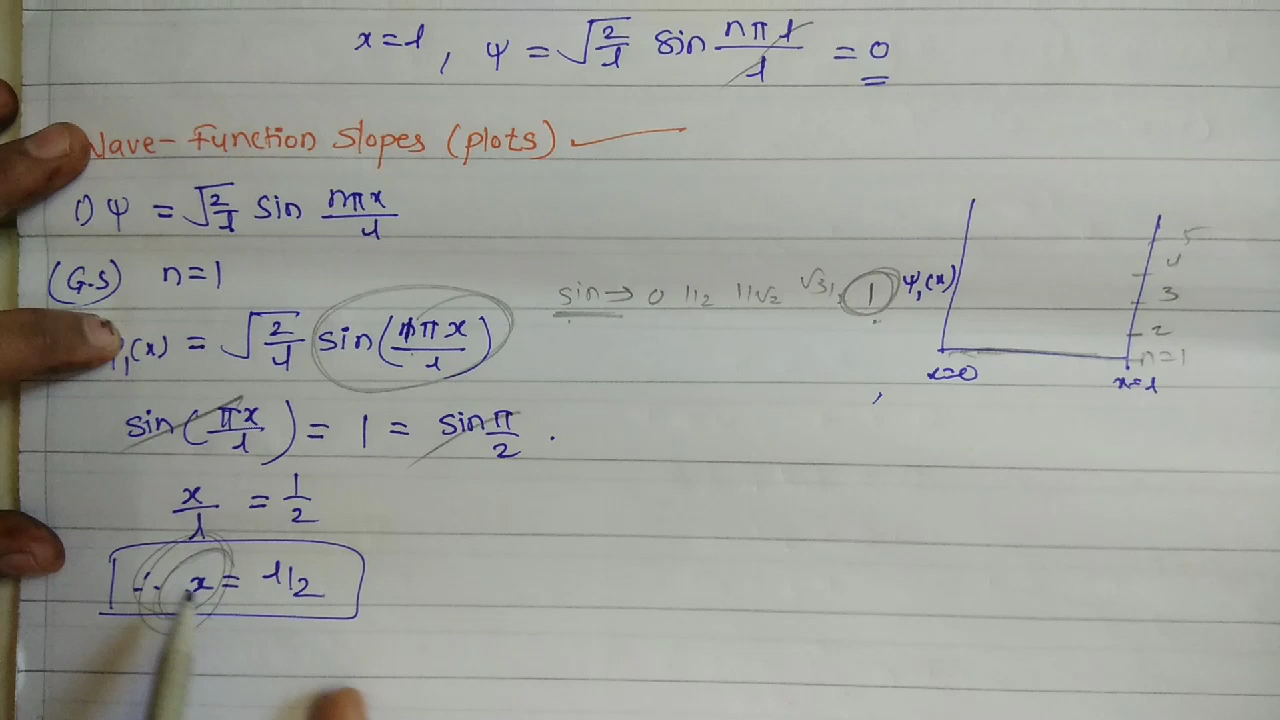 x=l , ψ = √2/l sin nπl/l = 0
Wave-Function Slopes (plots)
1) ψ = √2/l sin nπx/l
(G.S) n=1
sin→ 0 1/2 1/√2 √3/2 1
ψ₁(x)
5
4
3
2
n=1
x=0
x=l
₁(x) = √2/l sin(nπx/l)
sin(πx/l) = 1 = sin π/2 .
x/l = 1/2
∴ x = l/2